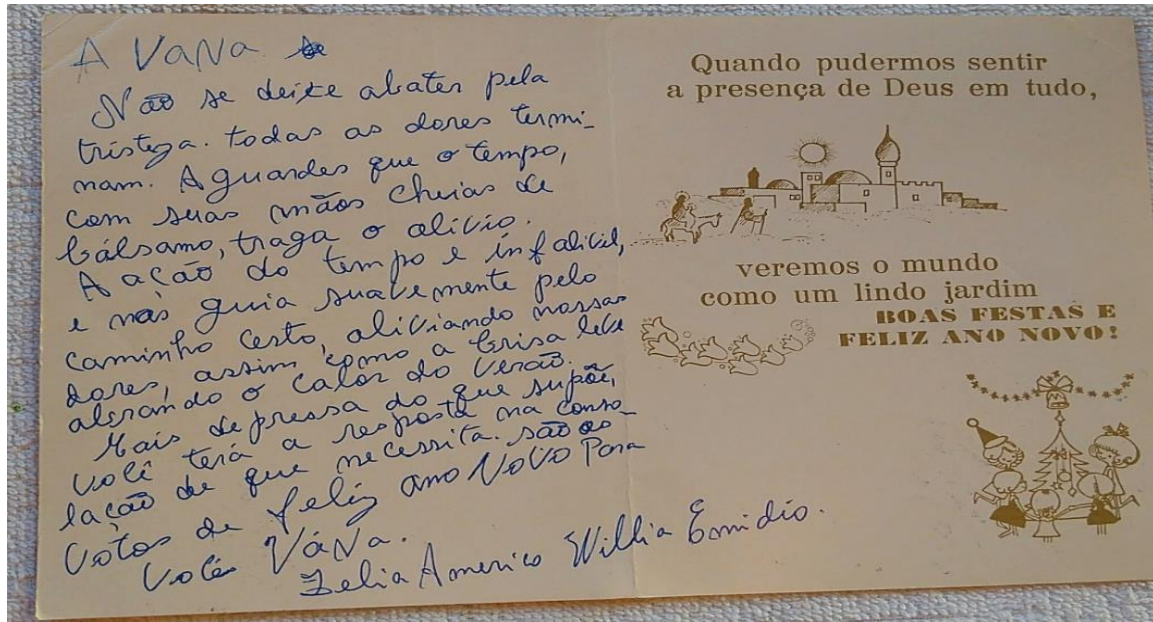 A VaNa
Não se deixe abater pela
tristeza. todas as dores termi_
nam. Aguardes que o tempo,
com suas mãos cheias de
bálsamo, traga o alívio.
A ação do tempo é infalivel,
e nos guia suavemente pelo
caminho certo, aliviando nossas
dores, assim como a brisa leve
abranda o calor do verão.
Mais depressa do que supõe,
você terá a resposta na conso_
lação de que necessita. são os
votos de feliz ano Novo Para
você VáNa.
Zelia Americo Willia Emidio.
Quando pudermos sentir
a presença de Deus em tudo,
veremos o mundo
como um lindo jardim
BOAS FESTAS E
FELIZ ANO NOVO!